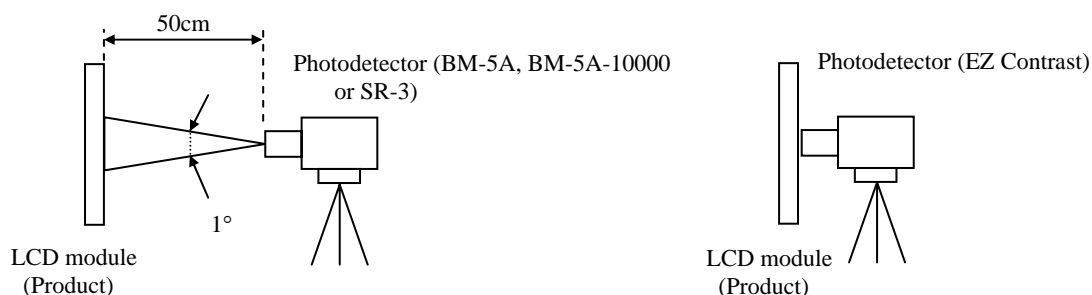 50cm
Photodetector (BM-5A, BM-5A-10000
or SR-3)
1°
LCD module
(Product)
Photodetector (EZ Contrast)
LCD module
(Product)